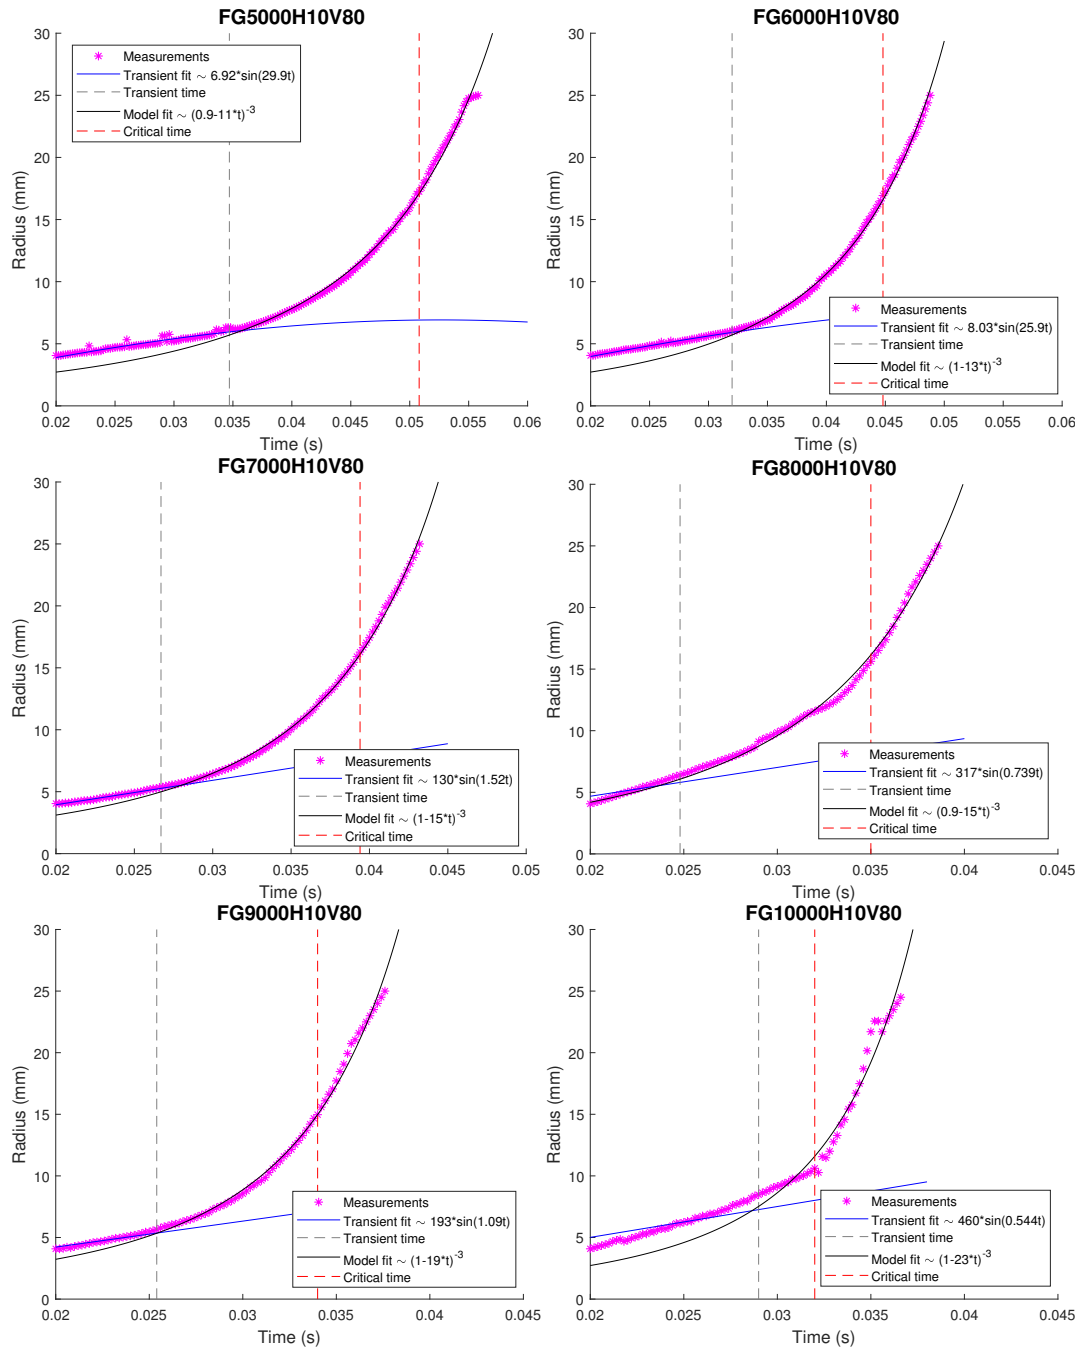 FG5000H10V80
30
25
20
15
10
5
0
Radius (mm)
Measurements
Transient fit ~ 6.92*sin(29.9t)
Transient time
Model fit ~ (0.9-11*t)^-3
Critical time
0.02 0.025 0.03 0.035 0.04 0.045 0.05 0.055 0.06
Time (s)
FG6000H10V80
30
25
20
15
10
5
0
Radius (mm)
Measurements
Transient fit ~ 8.03*sin(25.9t)
Transient time
Model fit ~ (1-13*t)^-3
Critical time
0.02 0.025 0.03 0.035 0.04 0.045 0.05 0.055 0.06
Time (s)
FG7000H10V80
30
25
20
15
10
5
0
Radius (mm)
Measurements
Transient fit ~ 130*sin(1.52t)
Transient time
Model fit ~ (1-15*t)^-3
Critical time
0.02 0.025 0.03 0.035 0.04 0.045 0.05
Time (s)
FG8000H10V80
30
25
20
15
10
5
0
Radius (mm)
Measurements
Transient fit ~ 317*sin(0.739t)
Transient time
Model fit ~ (0.9-15*t)^-3
Critical time
0.02 0.025 0.03 0.035 0.04 0.045
Time (s)
FG9000H10V80
30
25
20
15
10
5
0
Radius (mm)
Measurements
Transient fit ~ 193*sin(1.09t)
Transient time
Model fit ~ (1-19*t)^-3
Critical time
0.02 0.025 0.03 0.035 0.04 0.045
Time (s)
FG10000H10V80
30
25
20
15
10
5
0
Radius (mm)
Measurements
Transient fit ~ 460*sin(0.544t)
Transient time
Model fit ~ (1-23*t)^-3
Critical time
0.02 0.025 0.03 0.035 0.04 0.045
Time (s)